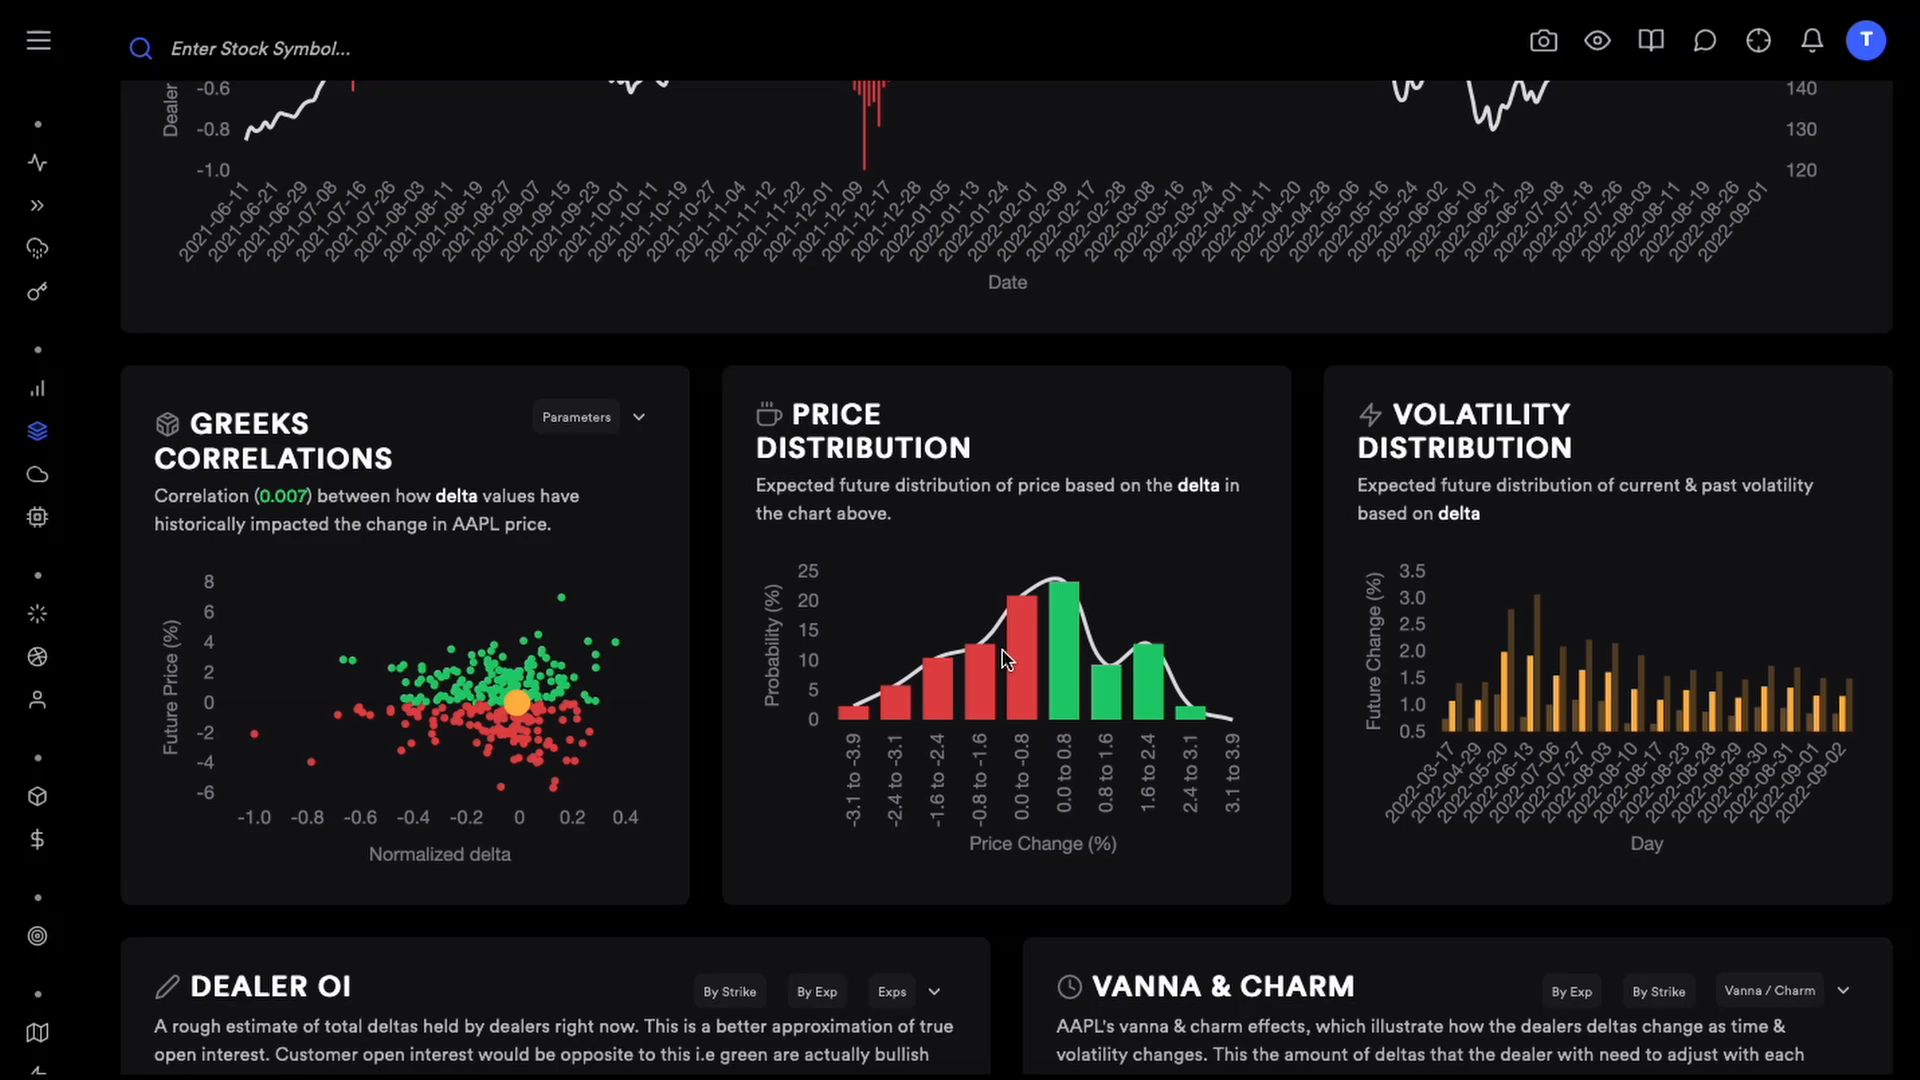 Enter Stock Symbol...
T
Dealer
-0.6
-0.8
-1.0
140
130
120
2021-06-11
2021-06-21
2021-06-29
2021-07-08
2021-07-16
2021-07-26
2021-08-03
2021-08-11
2021-08-19
2021-08-27
2021-09-07
2021-09-15
2021-09-23
2021-10-01
2021-10-11
2021-10-19
2021-10-27
2021-11-04
2021-11-12
2021-11-22
2021-12-01
2021-12-09
2021-12-17
2021-12-28
2022-01-05
2022-01-13
2022-01-24
2022-02-01
2022-02-09
2022-02-17
2022-02-28
2022-03-08
2022-03-16
2022-03-24
2022-04-01
2022-04-11
2022-04-20
2022-04-28
2022-05-06
2022-05-16
2022-05-24
2022-06-02
2022-06-10
2022-06-21
2022-06-29
2022-07-08
2022-07-18
2022-07-26
2022-08-03
2022-08-11
2022-08-19
2022-08-26
2022-09-01
Date
GREEKS
CORRELATIONS
Parameters
Correlation (0.007) between how delta values have
historically impacted the change in AAPL price.
Future Price (%)
8
6
4
2
0
-2
-4
-6
-1.0
-0.8
-0.6
-0.4
-0.2
0
0.2
0.4
Normalized delta
PRICE
DISTRIBUTION
Expected future distribution of price based on the delta in
the chart above.
Probability (%)
25
20
15
10
5
0
-3.1 to -3.9
-2.4 to -3.1
-1.6 to -2.4
-0.8 to -1.6
0.0 to -0.8
0.0 to 0.8
0.8 to 1.6
1.6 to 2.4
2.4 to 3.1
3.1 to 3.9
Price Change (%)
VOLATILITY
DISTRIBUTION
Expected future distribution of current & past volatility
based on delta
Future Change (%)
3.5
3.0
2.5
2.0
1.5
1.0
0.5
2022-03-17
2022-04-29
2022-05-20
2022-06-13
2022-07-06
2022-07-27
2022-08-03
2022-08-10
2022-08-17
2022-08-23
2022-08-28
2022-08-29
2022-08-30
2022-08-31
2022-09-01
2022-09-02
Day
DEALER OI
By Strike
By Exp
Exps
A rough estimate of total deltas held by dealers right now. This is a better approximation of true
open interest. Customer open interest would be opposite to this i.e green are actually bullish
VANNA & CHARM
By Exp
By Strike
Vanna / Charm
AAPL's vanna & charm effects, which illustrate how the dealers deltas change as time &
volatility changes. This the amount of deltas that the dealer with need to adjust with each